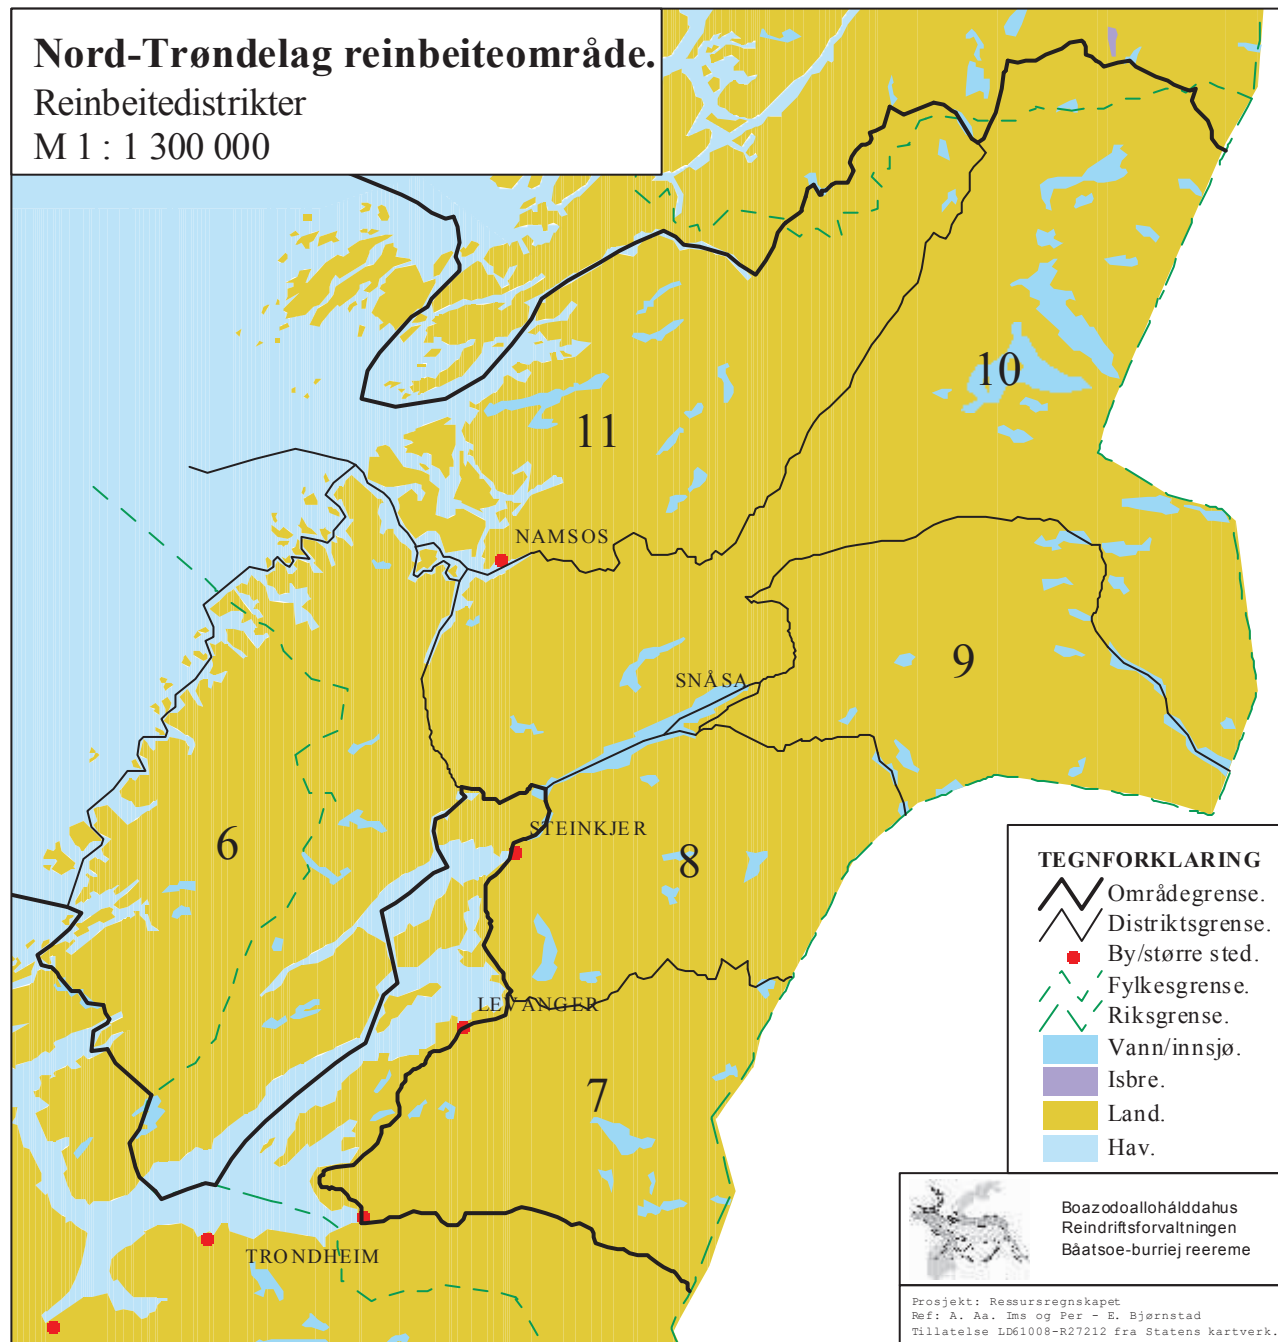 Nord-Trøndelag reinbeiteområde.
Reinbeitedistrikter
M 1 : 1 300 000
10
11
NAMSOS
9
SNÅSA
STEINKJER
6
8
LEVANGER
7
TRONDHEIM
TEGNFORKLARING
Områdegrense.
Distriktsgrense.
By/større sted.
Fylkesgrense.
Riksgrense.
Vann/innsjø.
Isbre.
Land.
Hav.
Boazodoallohálddahus
Reindriftsforvaltningen
Båatsoe-burriej reereme
Prosjekt: Ressursregnskapet
Ref: A. Aa. Ims og Per - E. Bjørnstad
Tillatelse LD61008-R27212 fra Statens kartverk.